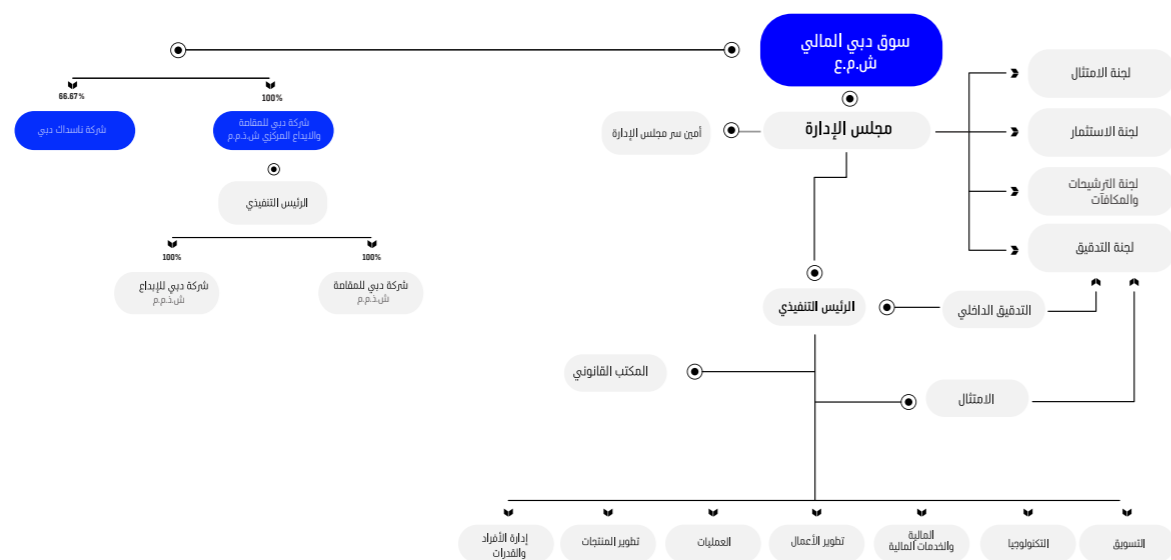 سوق دبي المالي
ش.م.ع
لجنة الامتثال
لجنة الاستثمار
لجنة الترشيحات
والمكافآت
لجنة التدقيق
مجلس الإدارة
أمين سر مجلس الإدارة
100%
66.67%
شركة دبي للمقاصة
والايداع المركزي ش.ذ.م.م
شركة ناسداك دبي
الرئيس التنفيذي
100%
100%
شركة دبي للمقاصة
ش.ذ.م.م
شركة دبي للإيداع
ش.ذ.م.م
التدقيق الداخلي
الرئيس التنفيذي
المكتب القانوني
الامتثال
التسويق
التكنولوجيا
المالية
والخدمات المالية
تطوير الأعمال
العمليات
تطوير المنتجات
إدارة الأفراد
والقدرات